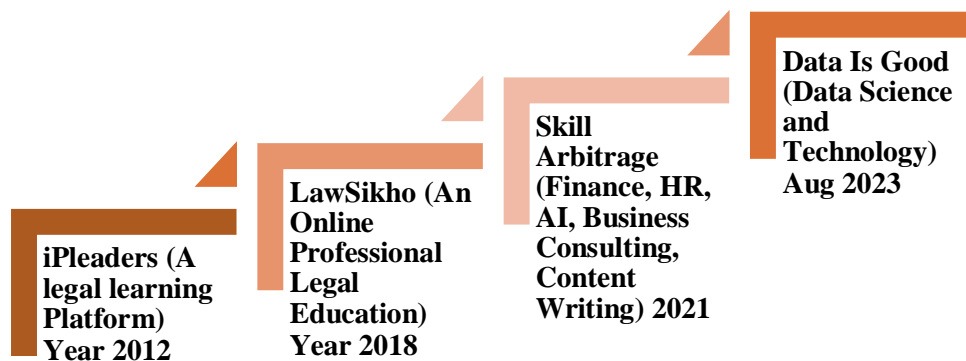 iPleaders (A
legal learning
Platform)
Year 2012
LawSikho (An
Online
Professional
Legal
Education)
Year 2018
Skill
Arbitrage
(Finance, HR,
AI, Business
Consulting,
Content
Writing) 2021
Data Is Good
(Data Science
and
Technology)
Aug 2023